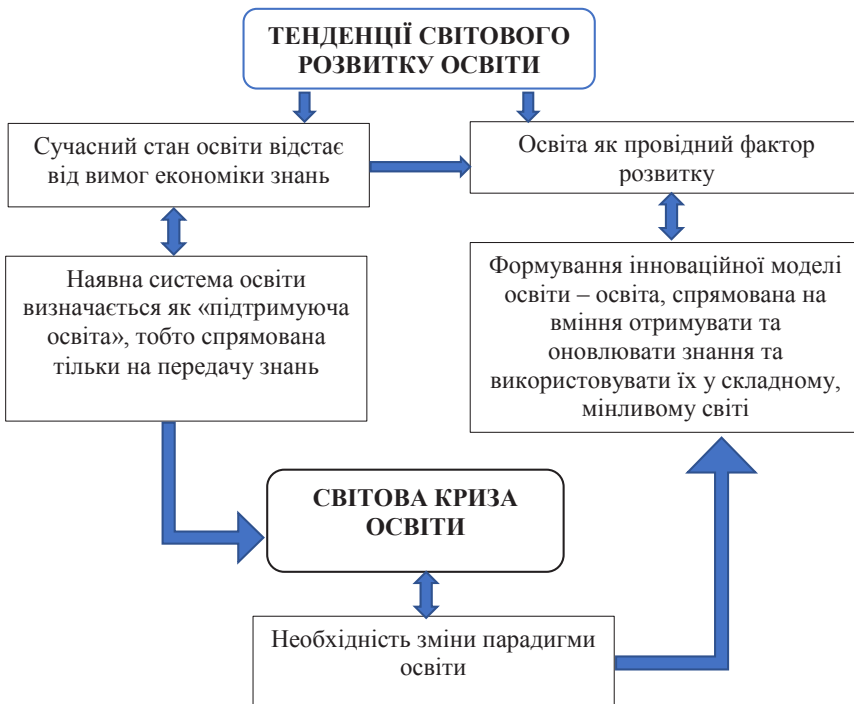 ТЕНДЕНЦІЇ СВІТОВОГО
РОЗВИТКУ ОСВІТИ
Сучасний стан освіти відстає
від вимог економіки знань
Освіта як провідний фактор
розвитку
Наявна система освіти
визначається як «підтримуюча
освіта», тобто спрямована
тільки на передачу знань
Формування інноваційної моделі
освіти – освіта, спрямована на
вміння отримувати та
оновлювати знання та
використовувати їх у складному,
мінливому світі
СВІТОВА КРИЗА
ОСВІТИ
Необхідність зміни парадигми
освіти